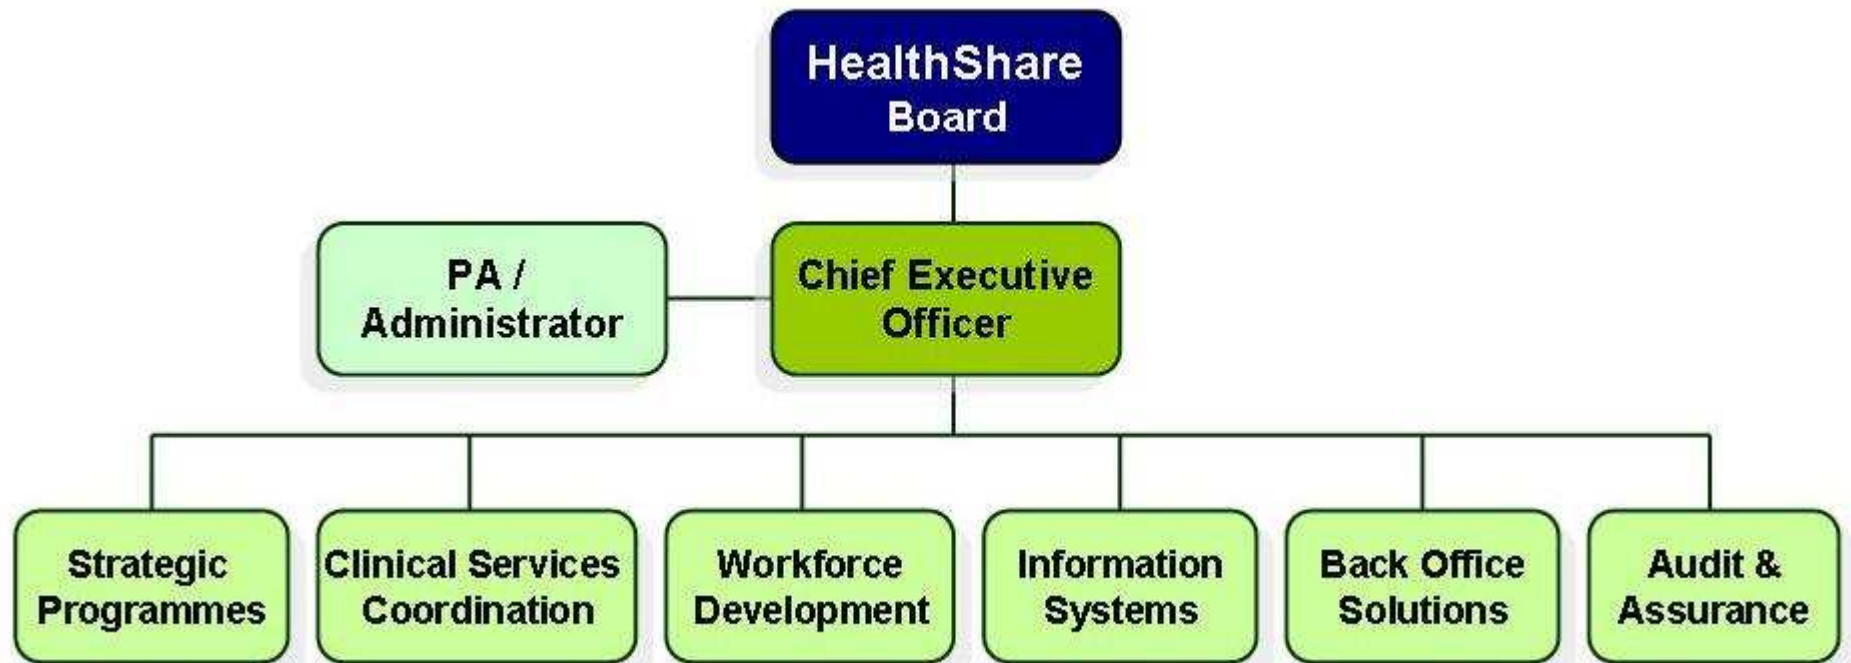 HealthShare
Board
PA /
Administrator
Chief Executive
Officer
Strategic
Programmes
Clinical Services
Coordination
Workforce
Development
Information
Systems
Back Office
Solutions
Audit &
Assurance